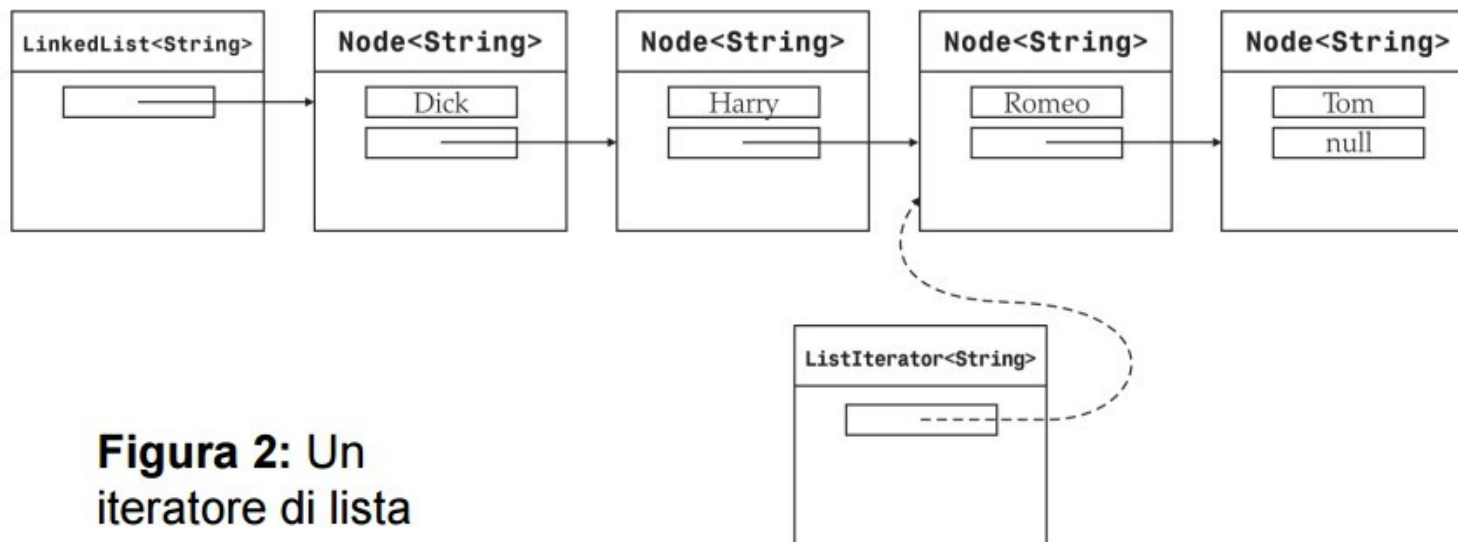 LinkedList<String>
Node<String>
Node<String>
Node<String>
Node<String>
Dick
Harry
Romeo
Tom
null
ListIterator<String>
Figura 2: Un
iteratore di lista